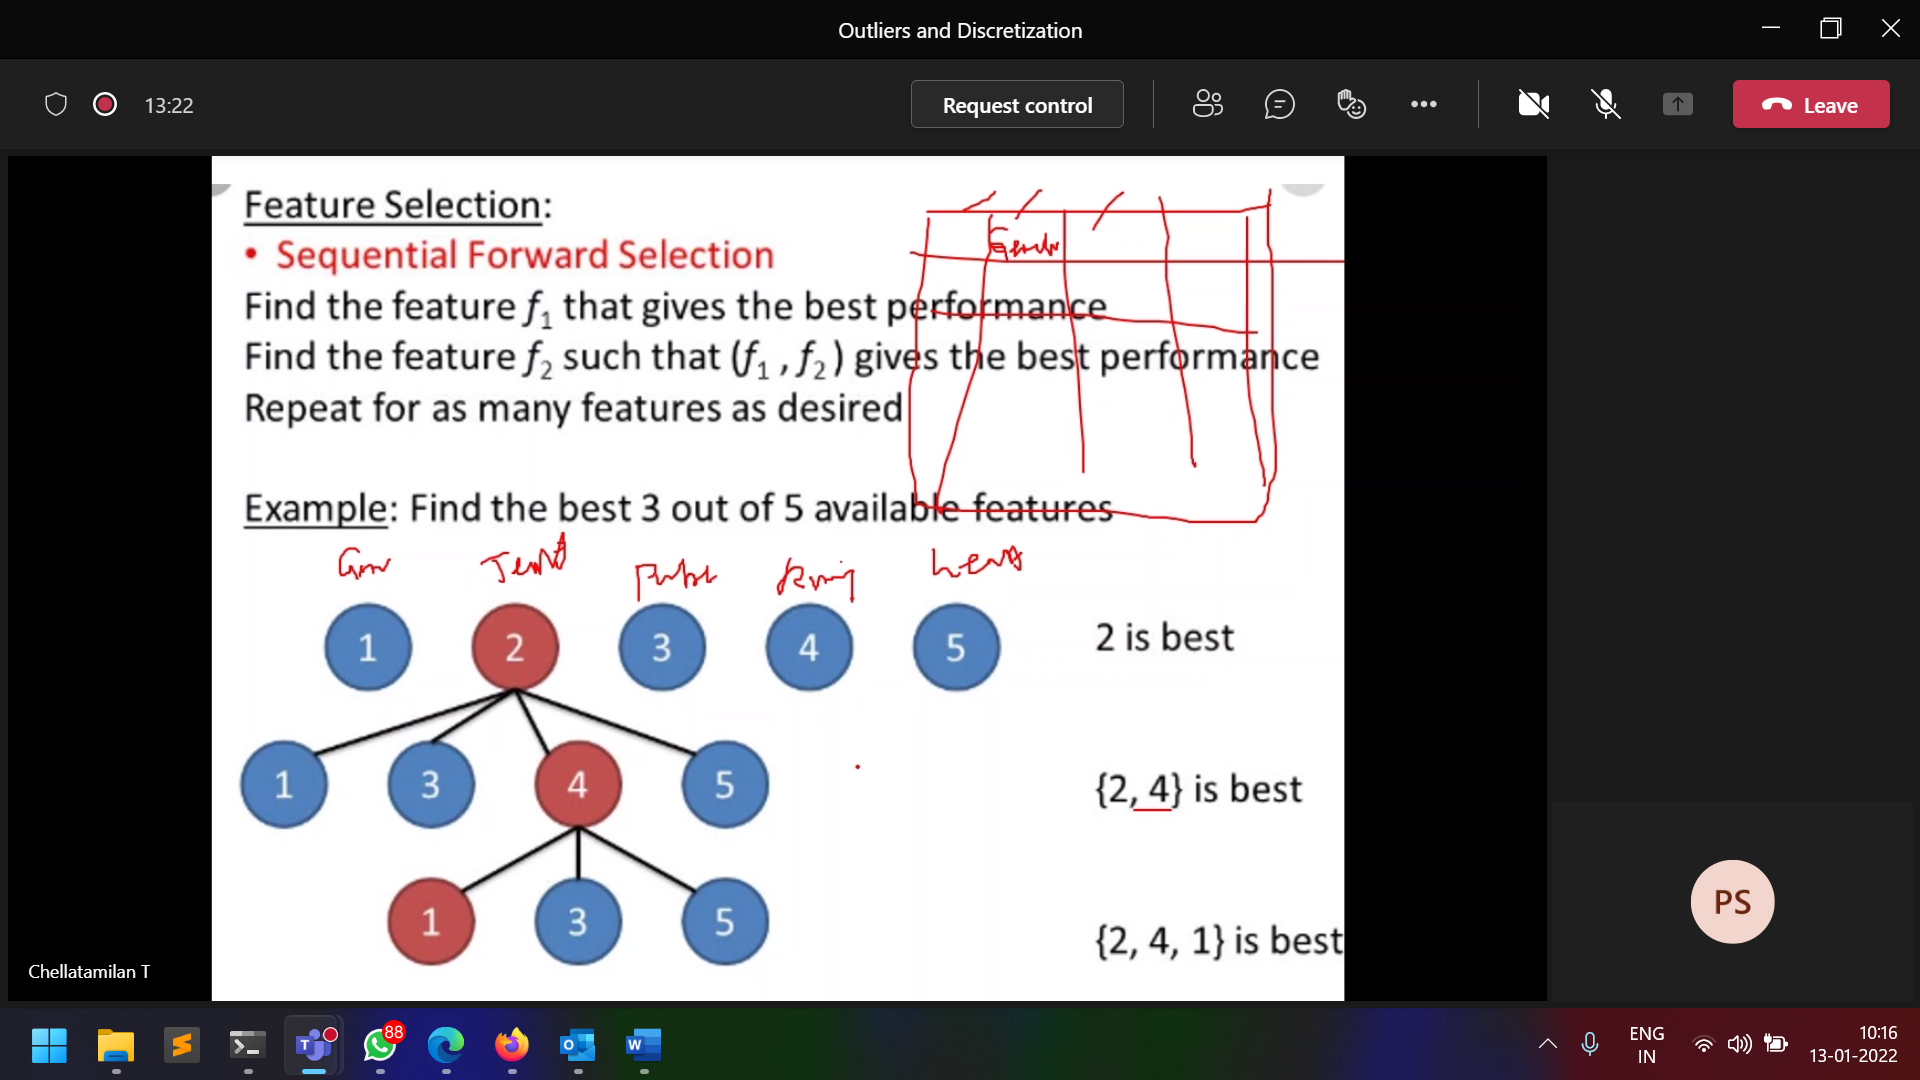 Outliers and Discretization
13:22
Request control
Leave
Feature Selection:
• Sequential Forward Selection
Find the feature f1 that gives the best performance
Find the feature f2 such that (f1 , f2 ) gives the best performance
Repeat for as many features as desired
Example: Find the best 3 out of 5 available features
1 2 3 4 5 2 is best
1 3 4 5 {2, 4} is best
1 3 5 {2, 4, 1} is best
PS
Chellatamilan T
88
ENG
IN
10:16
13-01-2022